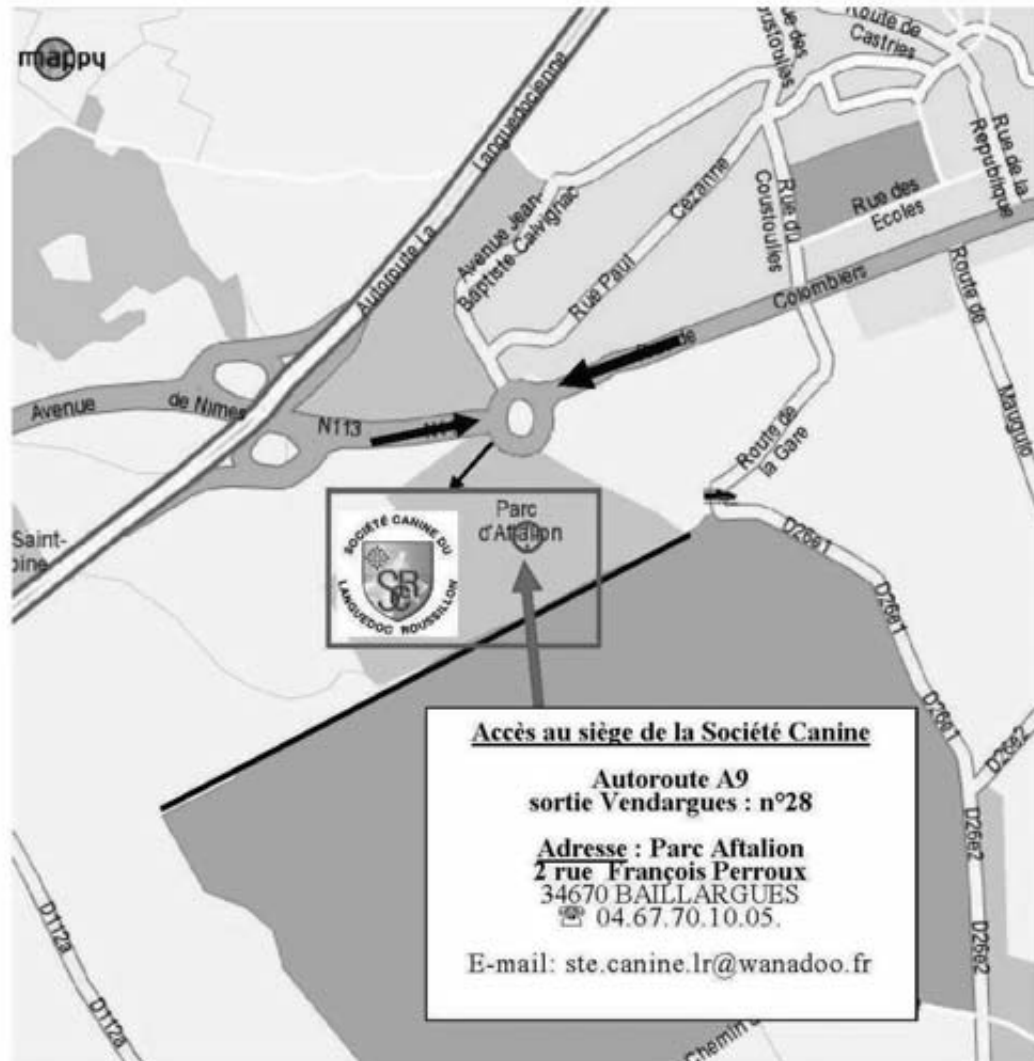 mappy
Route de
Castries
Rue de la
Republique
Rue des
Ecoles
Rue du
Coustoulies
Cezanne
Rue Paul
Avenue Jean-
Baptiste-Calvignac
Autoroute La
Languedocienne
Colombiers
Route de
Mauguio
Avenue
de Nimes
N113
Route de
la Gare
Saint-
Parc
d'Aftalion
SOCIÉTÉ CANINE DU
LANGUEDOC ROUSSILLON
D26e1
D26e1
D26e1
D26e2
D26e2
D26e2
D112a
D112a
Accès au siège de la Société Canine
Autoroute A9
sortie Vendargues : n°28
Adresse : Parc Aftalion
2 rue François Perroux
34670 BAILLARGUES
☏ 04.67.70.10.05.
E-mail: ste.canine.lr@wanadoo.fr
Chemin